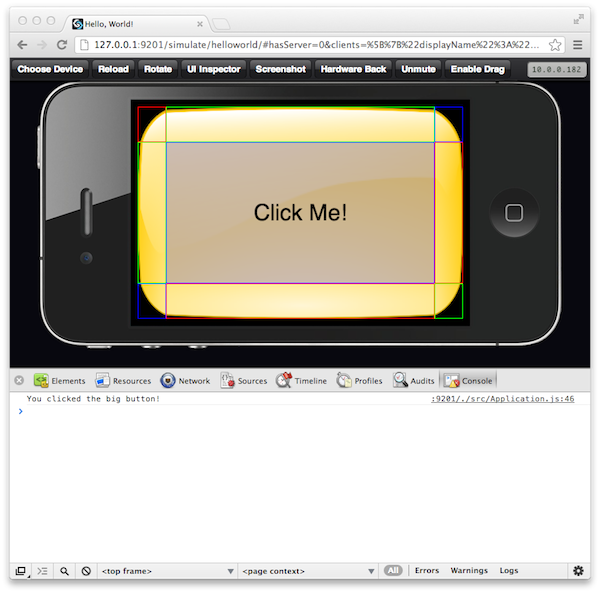 Hello, World!
127.0.0.1:9201/simulate/helloworld/#hasServer=0&clients=%5B%7B%22displayName%22%3A%22...
Choose Device Reload Rotate UI Inspector Screenshot Hardware Back Unmute Enable Drag 10.0.0.182
Click Me!
Elements Resources Network Sources Timeline Profiles Audits Console
You clicked the big button! :9201/./src/Application.js:46
>
<top frame> <page context> All Errors Warnings Logs